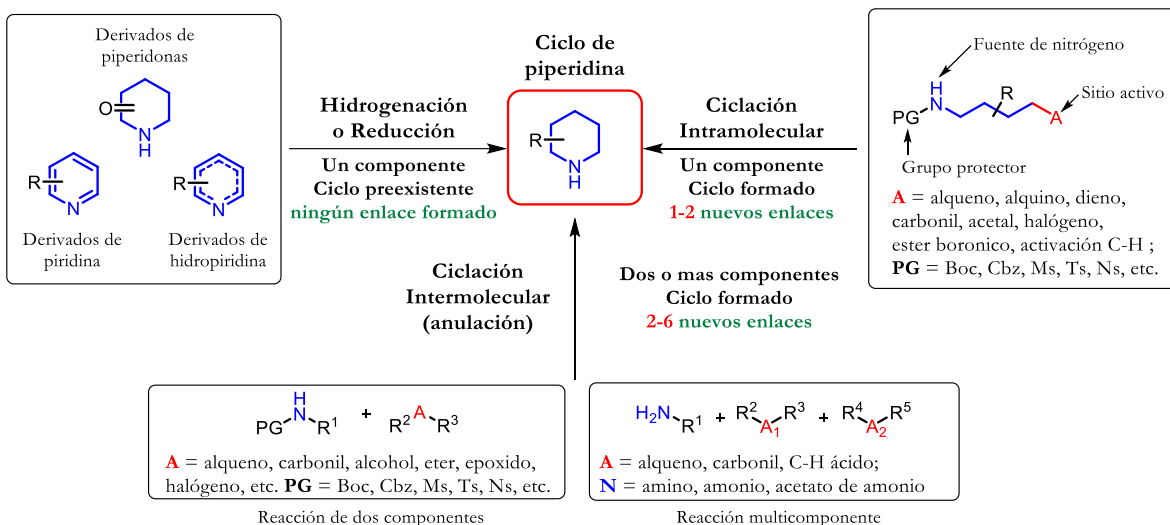 Derivados de
piperidonas
O
N
H
R
N
R
N
Derivados de
piridina
Derivados de
hidropiridina
Hidrogenación
o Reducción
Un componente
Ciclo preexistente
ningún enlace formado
Ciclo de
piperidina
R
N
H
Ciclación
Intramolecular
Un componente
Ciclo formado
1-2 nuevos enlaces
Fuente de nitrógeno
H
N
R
Sitio activo
PG
A
Grupo protector
A = alqueno, alquino, dieno,
carbonil, acetal, halógeno,
ester boronico, activación C-H ;
PG = Boc, Cbz, Ms, Ts, Ns, etc.
Ciclación
Intermolecular
(anulación)
Dos o mas componentes
Ciclo formado
2-6 nuevos enlaces
H
PG N R1 + R2 A R3
A = alqueno, carbonil, alcohol, eter, epoxido,
halógeno, etc. PG = Boc, Cbz, Ms, Ts, Ns, etc.
Reacción de dos componentes
H2N R1 + R2 A1 R3 + R4 A2 R5
A = alqueno, carbonil, C-H ácido;
N = amino, amonio, acetato de amonio
Reacción multicomponente